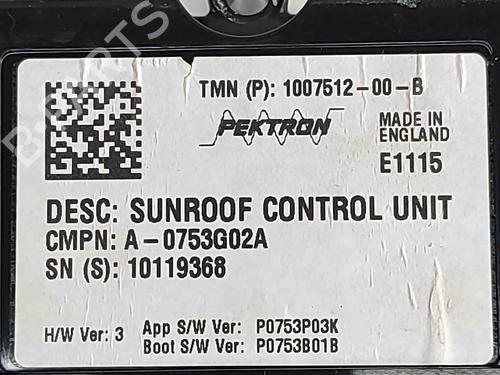 B-PARTS
TMN (P): 1007512-00-B
PEKTRON
MADE IN
ENGLAND
E1115
DESC: SUNROOF CONTROL UNIT
CMPN: A-0753G02A
SN (S): 10119368
H/W Ver: 3 App S/W Ver: P0753P03K
Boot S/W Ver: P0753B01B